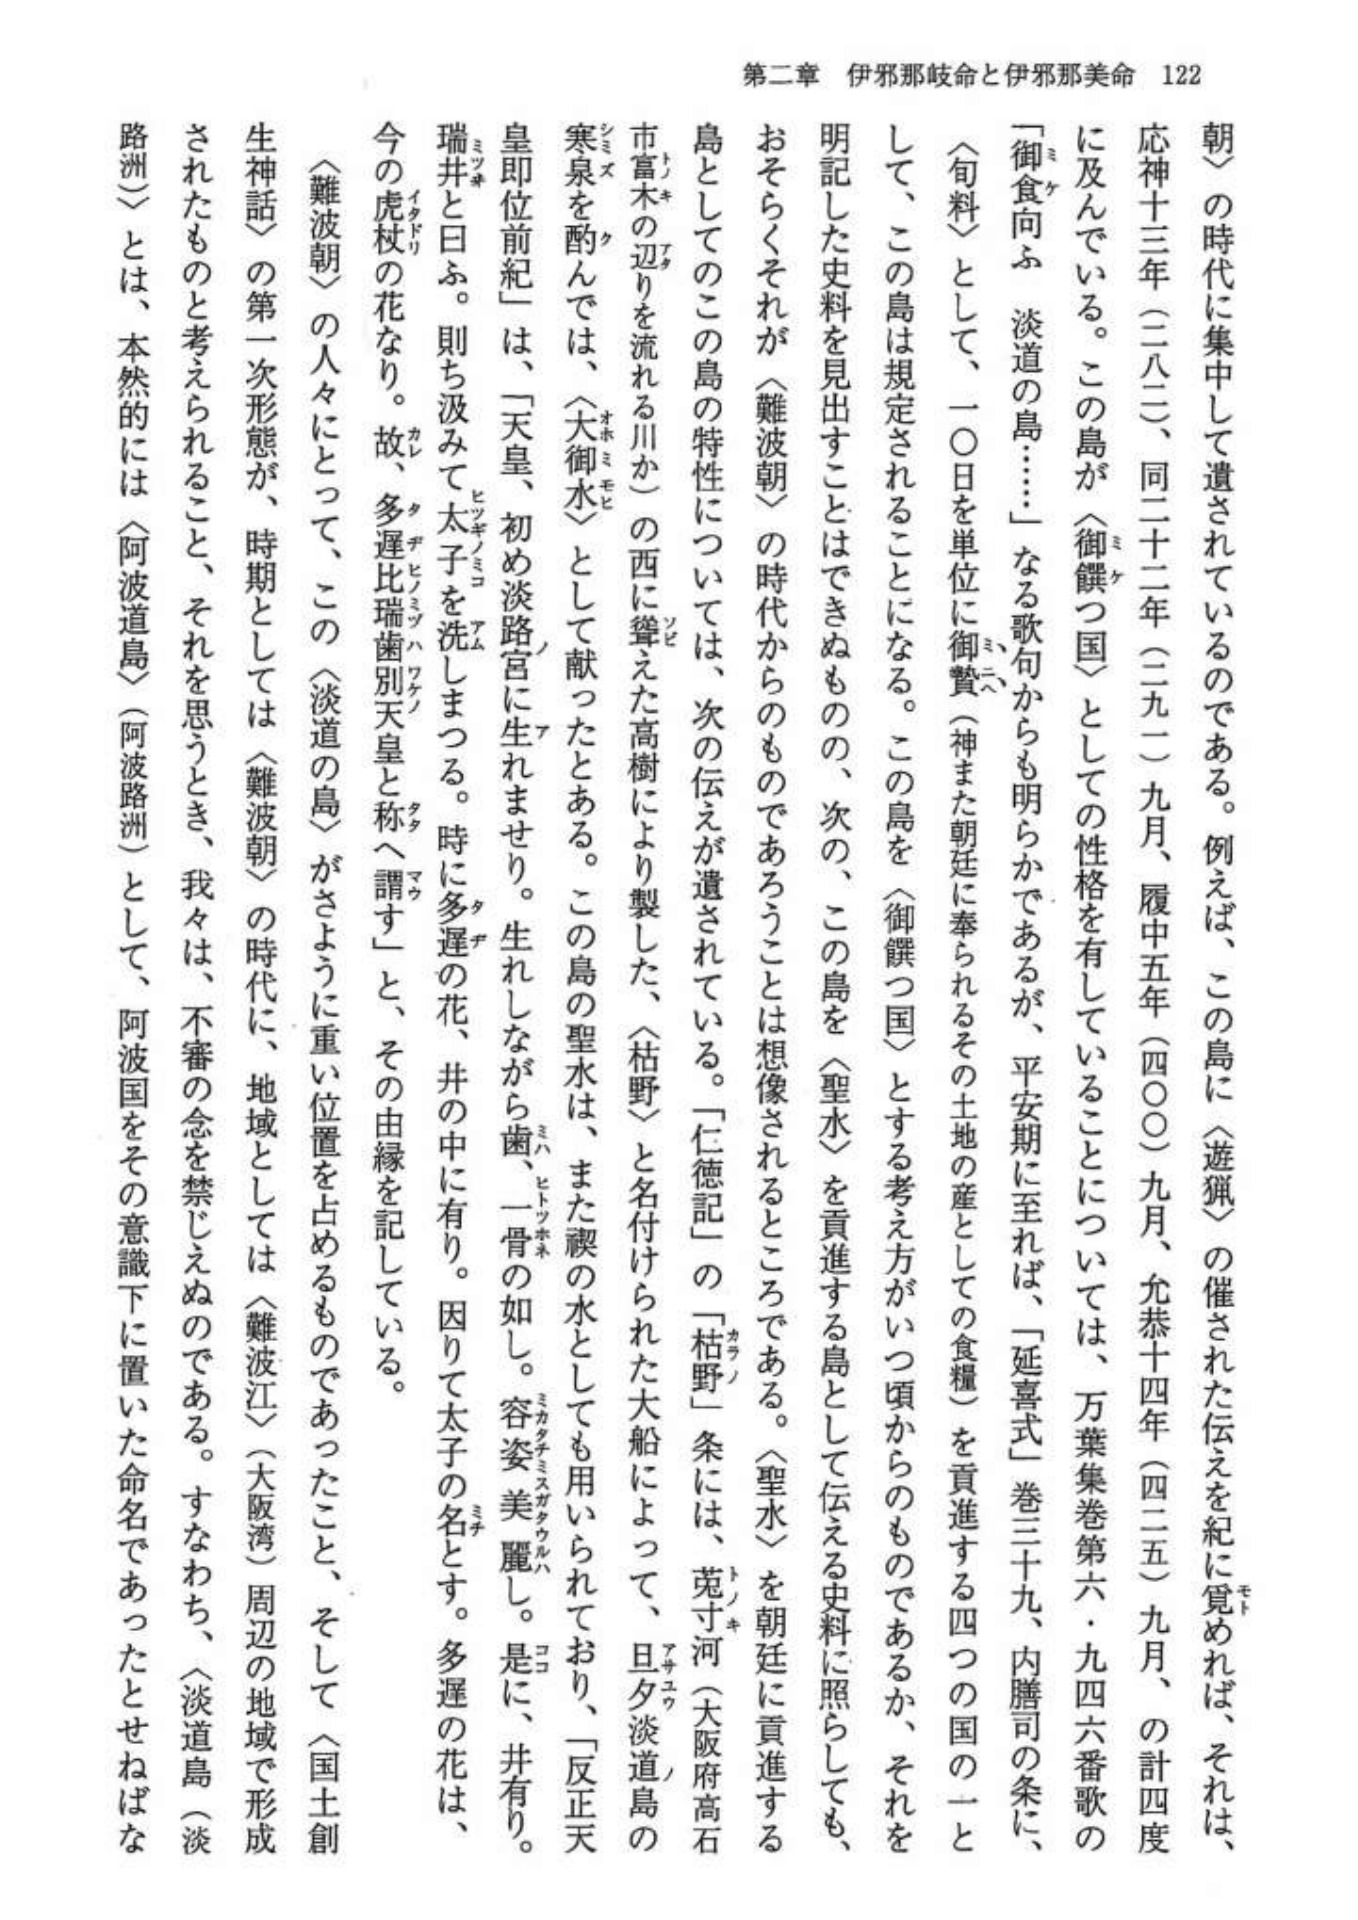 第二章　伊邪那岐命と伊邪那美命　122
朝〉の時代に集中して遺されているのである。例えば、この島に〈遊猟〉の催された伝えを紀に覓めれば、それは、
応神十三年（二八二）、同二十二年（二九一）九月、履中五年（四〇〇）九月、允恭十四年（四二五）九月、の計四度
に及んでいる。この島が〈御饌つ国〉としての性格を有していることについては、万葉集巻第六・九四六番歌の
「御食向ふ　淡道の島……」なる歌句からも明らかであるが、平安期に至れば、「延喜式」巻三十九、内膳司の条に、
〈旬料〉として、一〇日を単位に御贄（神また朝廷に奉られるその土地の産としての食糧）を貢進する四つの国の一と
して、この島は規定されることになる。この島を〈御饌つ国〉とする考え方がいつ頃からのものであるか、それを
明記した史料を見出すことはできぬものの、次の、この島を〈聖水〉を貢進する島として伝える史料に照らしても、
おそらくそれが〈難波朝〉の時代からのものであろうことは想像されるところである。〈聖水〉を朝廷に貢進する
島としてのこの島の特性については、次の伝えが遺されている。「仁徳記」の「枯野」条には、菟寸河（大阪府高石
市富木の辺りを流れる川か）の西に聳えた高樹により製した、〈枯野〉と名付けられた大船によって、旦夕淡道島の
寒泉を酌んでは、〈大御水〉として献ったとある。この島の聖水は、また禊の水としても用いられており、「反正天
皇即位前紀」は、「天皇、初め淡路宮に生れませり。生れしながら歯、一骨の如し。容姿美麗し。是に、井有り。
瑞井と曰ふ。則ち汲みて太子を洗しまつる。時に多遅の花、井の中に有り。因りて太子の名とす。多遅の花は、
今の虎杖の花なり。故、多遅比瑞歯別天皇と称へ謂す」と、その由縁を記している。
〈難波朝〉の人々にとって、この〈淡道の島〉がさように重い位置を占めるものであったこと、そして〈国土創
生神話〉の第一次形態が、時期としては〈難波朝〉の時代に、地域としては〈難波江〉（大阪湾）周辺の地域で形成
されたものと考えられること、それを思うとき、我々は、不審の念を禁じえぬのである。すなわち、〈淡道島（淡
路洲）〉とは、本然的には〈阿波道島〉（阿波路洲）として、阿波国をその意識下に置いた命名であったとせねばな